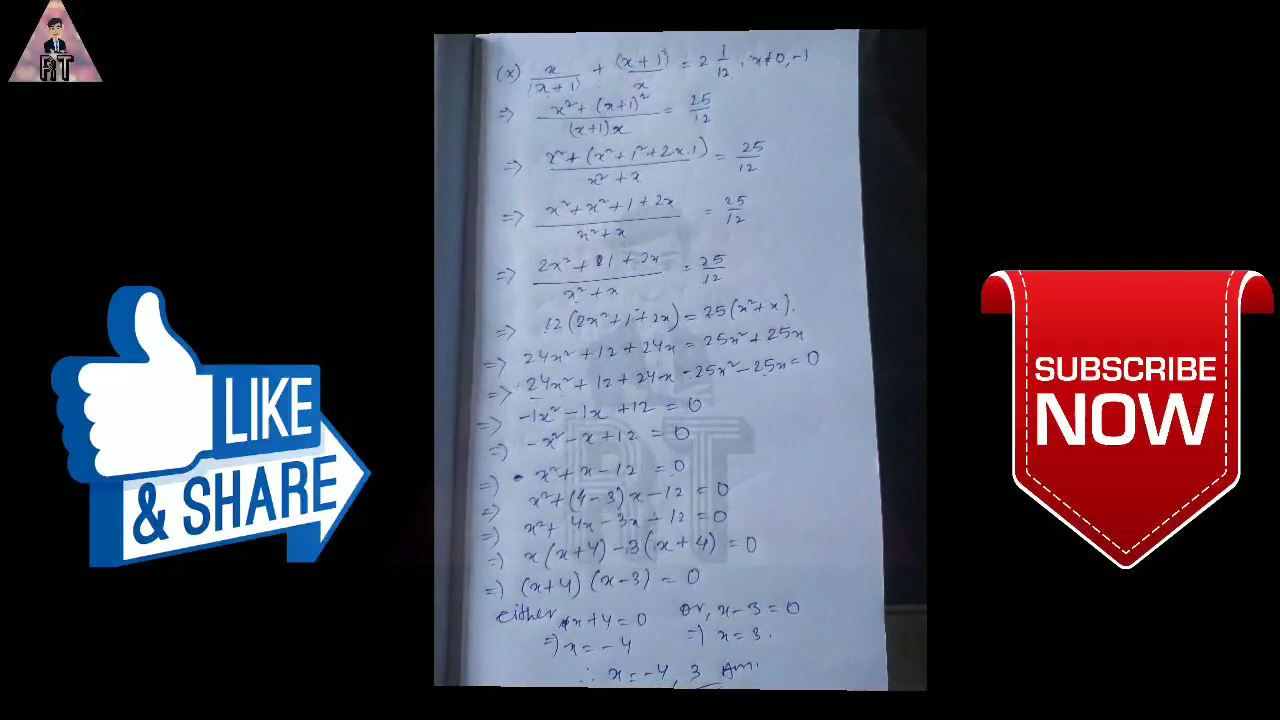 RT
(x) x/(x+1) + (x+1)/x = 2 1/12, x≠0,-1
⇒ (x² + (x+1)²)/((x+1)x) = 25/12
⇒ (x² + (x²+1²+2.x.1))/(x²+x) = 25/12
⇒ (x²+x²+1+2x)/(x²+x) = 25/12
⇒ (2x²+1+2x)/(x²+x) = 25/12
⇒ 12(2x²+1+2x) = 25(x²+x).
⇒ 24x²+12+24x = 25x²+25x
⇒ 24x²+12+24x-25x²-25x=0
⇒ -1x²-1x+12=0
⇒ -x²-x+12=0
⇒ x²+x-12=0
⇒ x²+(4-3)x-12=0
⇒ x²+4x-3x-12=0
⇒ x(x+4)-3(x+4)=0
⇒ (x+4)(x-3)=0
either x+4=0 or, x-3=0
⇒ x=-4 ⇒ x=3.
∴ x=-4, 3 Ans.
RT
LIKE
& SHARE
SUBSCRIBE
NOW